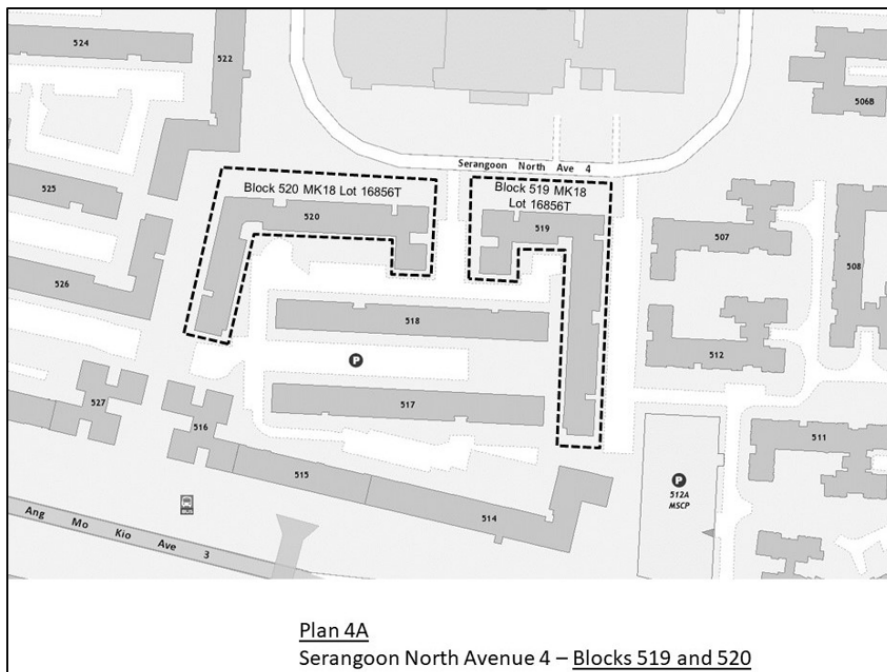 524
522
506B
Serangoon North Ave 4
Block 520 MK18 Lot 16856T
Block 519 MK18
Lot 16856T
525
520
519
507
508
526
518
512
P
527
517
516
511
515
P
512A
MSCP
514
Ang Mo Kio Ave 3
Plan 4A
Serangoon North Avenue 4 – Blocks 519 and 520